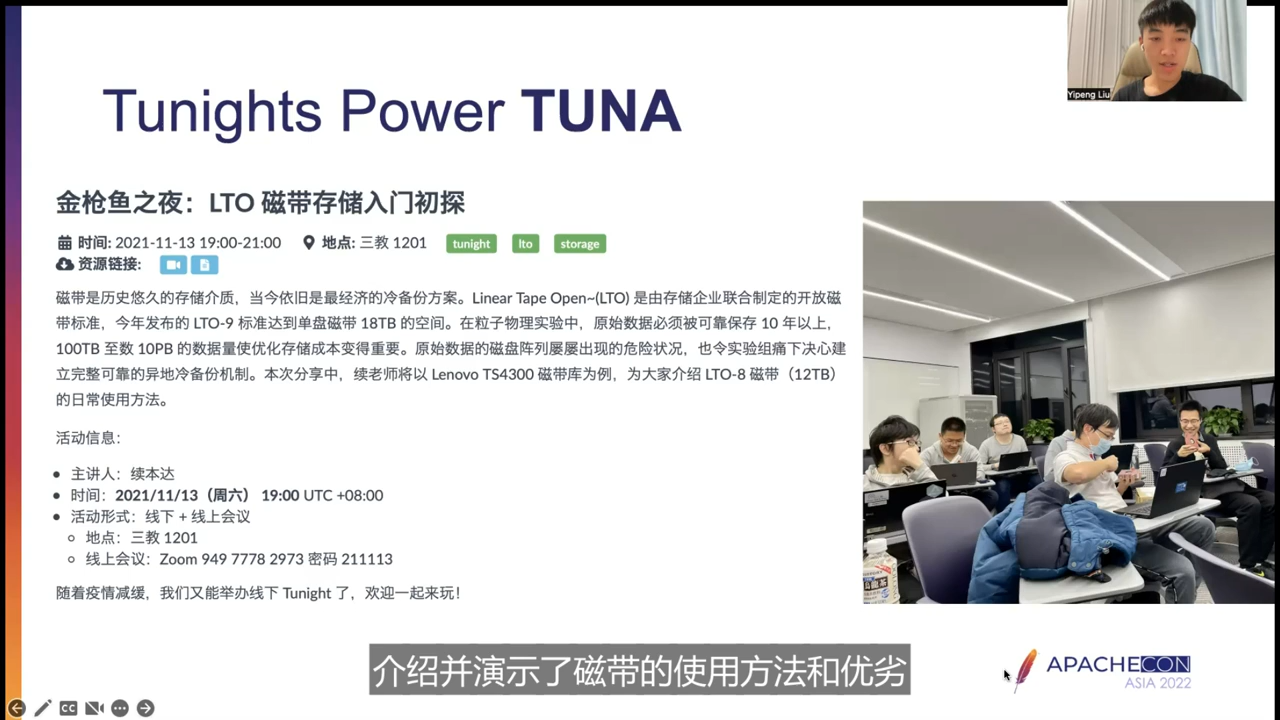 Yipeng Liu
Tunights Power TUNA
金枪鱼之夜：LTO 磁带存储入门初探
时间: 2021-11-13 19:00-21:00 地点: 三教 1201 tunight lto storage
资源链接:
磁带是历史悠久的存储介质，当今依旧是最经济的冷备份方案。Linear Tape Open~(LTO) 是由存储企业联合制定的开放磁
带标准，今年发布的 LTO-9 标准达到单盘磁带 18TB 的空间。在粒子物理实验中，原始数据必须被可靠保存 10 年以上，
100TB 至数 10PB 的数据量使优化存储成本变得重要。原始数据的磁盘阵列屡屡出现的危险状况，也令实验组痛下决心建
立完整可靠的异地冷备份机制。本次分享中，续老师将以 Lenovo TS4300 磁带库为例，为大家介绍 LTO-8 磁带（12TB）
的日常使用方法。
活动信息：
主讲人：续本达
时间：2021/11/13（周六） 19:00 UTC +08:00
活动形式：线下 + 线上会议
地点：三教 1201
线上会议：Zoom 949 7778 2973 密码 211113
随着疫情减缓，我们又能举办线下 Tunight 了，欢迎一起来玩！
介绍并演示了磁带的使用方法和优劣
APACHECON
ASIA 2022
CC